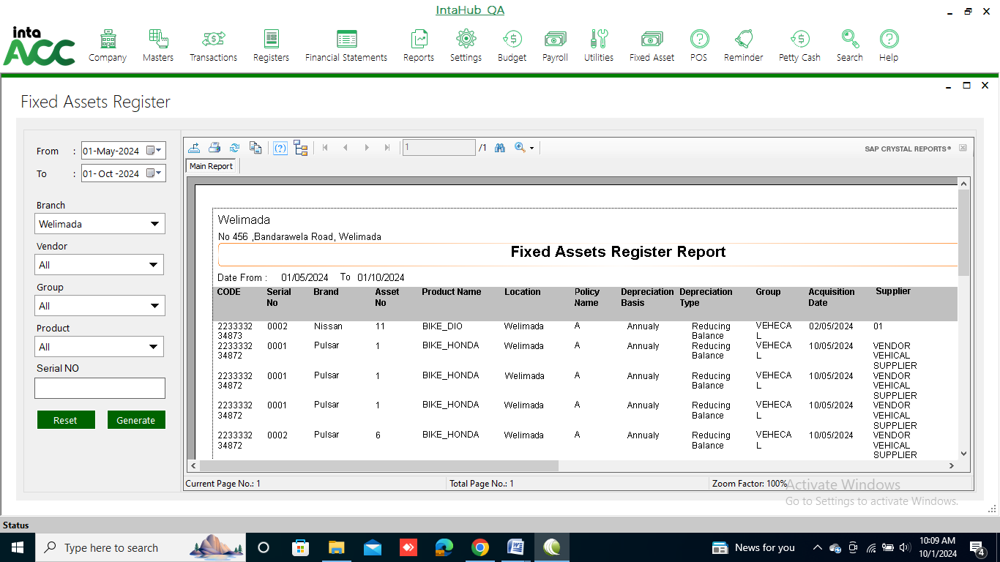 IntaHub_QA
inta
ACC
Company Masters Transactions Registers Financial Statements Reports Settings Budget Payroll Utilities Fixed Asset POS Reminder Petty Cash Search Help
Fixed Assets Register
From : 01-May-2024
To : 01- Oct -2024
Branch
Welimada
Vendor
All
Group
All
Product
All
Serial NO
Reset Generate
1 /1
SAP CRYSTAL REPORTS®
Main Report
Welimada
No 456 ,Bandarawela Road, Welimada
Fixed Assets Register Report
Date From : 01/05/2024 To 01/10/2024
CODE Serial Brand Asset Product Name Location Policy Depreciation Depreciation Group Acquisition Supplier
No No Name Basis Type Date
2233332 0002 Nissan 11 BIKE_DIO Welimada A Annualy Reducing VEHECA 02/05/2024 01
34873 Balance L
2233332 0001 Pulsar 1 BIKE_HONDA Welimada A Annualy Reducing VEHECA 10/05/2024 VENDOR
34872 Balance L VEHICAL
SUPPLIER
2233332 0001 Pulsar 1 BIKE_HONDA Welimada A Annualy Reducing VEHECA 10/05/2024 VENDOR
34872 Balance L VEHICAL
SUPPLIER
2233332 0001 Pulsar 1 BIKE_HONDA Welimada A Annualy Reducing VEHECA 10/05/2024 VENDOR
34872 Balance L VEHICAL
SUPPLIER
2233332 0002 Pulsar 6 BIKE_HONDA Welimada A Annualy Reducing VEHECA 10/05/2024 VENDOR
34872 Balance L VEHICAL
SUPPLIER
Current Page No.: 1 Total Page No.: 1 Zoom Factor: 100%
Activate Windows
Go to Settings to activate Windows.
Status
Type here to search
News for you
10:09 AM
10/1/2024
4